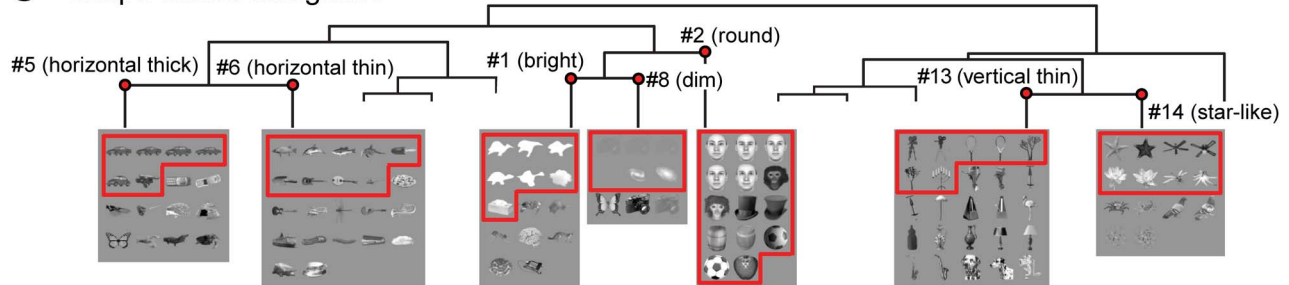 #2 (round)
#5 (horizontal thick)
#6 (horizontal thin)
#1 (bright)
#8 (dim)
#13 (vertical thin)
#14 (star-like)